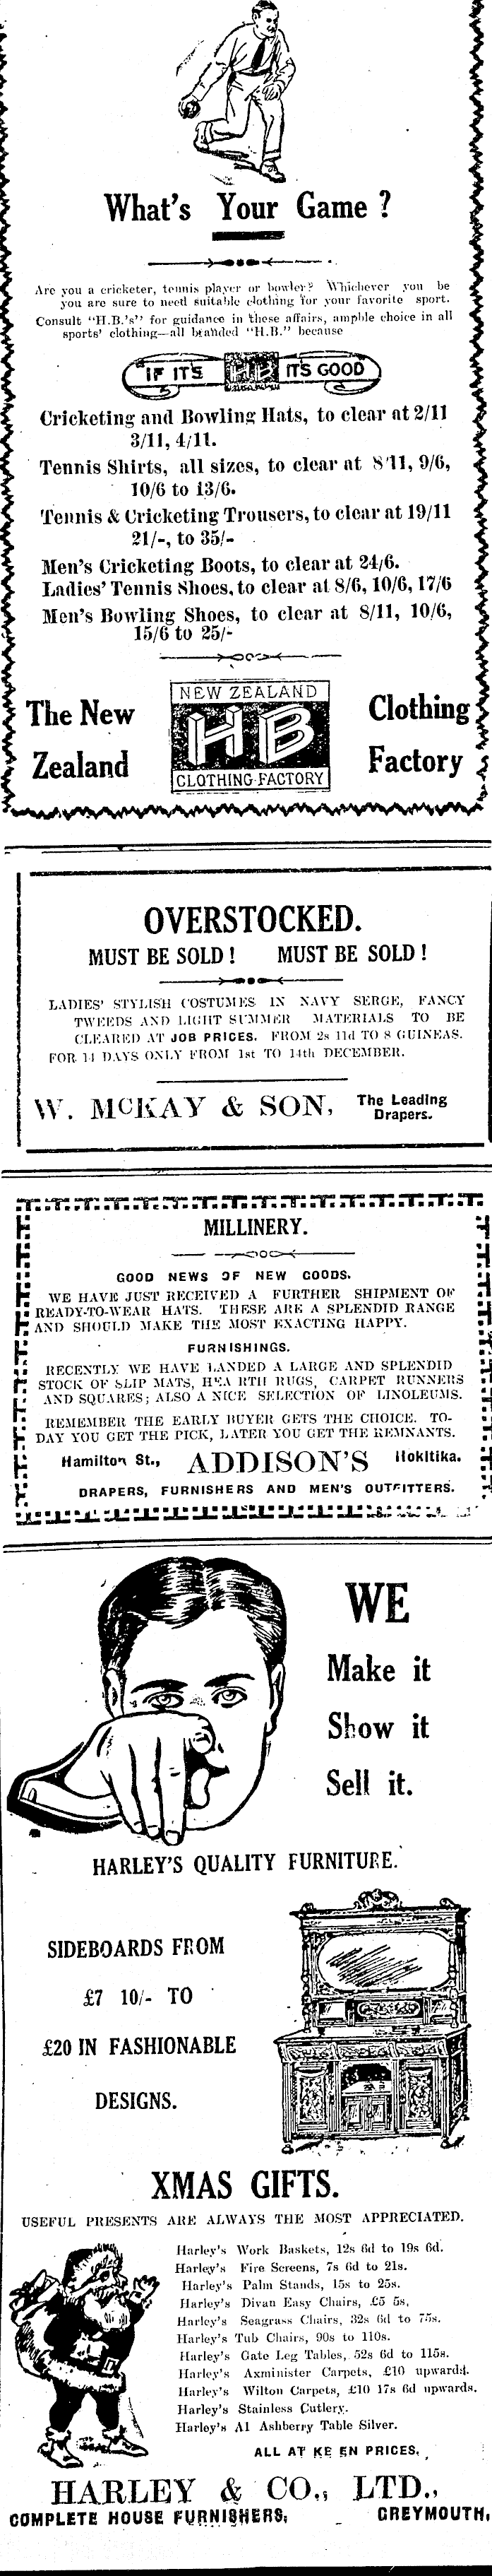 What's Your Game ?
Are you a cricketer, tennis player or bowler? Whichever you be
you are sure to need suitable clothing for your favorite sport.
Consult "H.B.'s" for guidance in these affairs, ample choice in all
sports' clothing—all branded "H.B." because
IF IT'S HB IT'S GOOD
Cricketing and Bowling Hats, to clear at 2/11
3/11, 4/11.
Tennis Shirts, all sizes, to clear at 8/11, 9/6,
10/6 to 13/6.
Tennis & Cricketing Trousers, to clear at 19/11
21/-, to 35/-
Men's Cricketing Boots, to clear at 24/6.
Ladies' Tennis Shoes, to clear at 8/6, 10/6, 17/6
Men's Bowling Shoes, to clear at 8/11, 10/6,
15/6 to 25/-
The New Zealand
NEW ZEALAND
HB
CLOTHING FACTORY
Clothing Factory
OVERSTOCKED.
MUST BE SOLD ! MUST BE SOLD !
LADIES' STYLISH COSTUMES IN NAVY SERGE, FANCY
TWEEDS AND LIGHT SUMMER MATERIALS TO BE
CLEARED AT JOB PRICES. FROM 2s 11d TO 8 GUINEAS.
FOR 14 DAYS ONLY FROM 1st TO 14th DECEMBER.
W. McKAY & SON, The Leading
Drapers.
MILLINERY.
GOOD NEWS OF NEW GOODS.
WE HAVE JUST RECEIVED A FURTHER SHIPMENT OF
READY-TO-WEAR HATS. THESE ARE A SPLENDID RANGE
AND SHOULD MAKE THE MOST EXACTING HAPPY.
FURNISHINGS.
RECENTLY WE HAVE LANDED A LARGE AND SPLENDID
STOCK OF SLIP MATS, HEARTH RUGS, CARPET RUNNERS
AND SQUARES; ALSO A NICE SELECTION OF LINOLEUMS.
REMEMBER THE EARLY BUYER GETS THE CHOICE. TO-
DAY YOU GET THE PICK, LATER YOU GET THE REMNANTS.
Hamilton St., ADDISON'S Hokitika.
DRAPERS, FURNISHERS AND MEN'S OUTFITTERS.
WE
Make it
Show it
Sell it.
HARLEY'S QUALITY FURNITURE.
SIDEBOARDS FROM
£7 10/- TO
£20 IN FASHIONABLE
DESIGNS.
XMAS GIFTS.
USEFUL PRESENTS ARE ALWAYS THE MOST APPRECIATED.
Harley's Work Baskets, 12s 6d to 19s 6d.
Harley's Fire Screens, 7s 6d to 21s.
Harley's Palm Stands, 15s to 25s.
Harley's Divan Easy Chairs, £5 5s,
Harley's Seagrass Chairs, 32s 6d to 75s.
Harley's Tub Chairs, 90s to 110s.
Harley's Gate Leg Tables, 52s 6d to 115s.
Harley's Axminister Carpets, £10 upwards.
Harley's Wilton Carpets, £10 17s 6d upwards.
Harley's Stainless Cutlery.
Harley's A1 Ashberry Table Silver.
ALL AT KEEN PRICES.
HARLEY & CO., LTD.,
COMPLETE HOUSE FURNISHERS, GREYMOUTH,